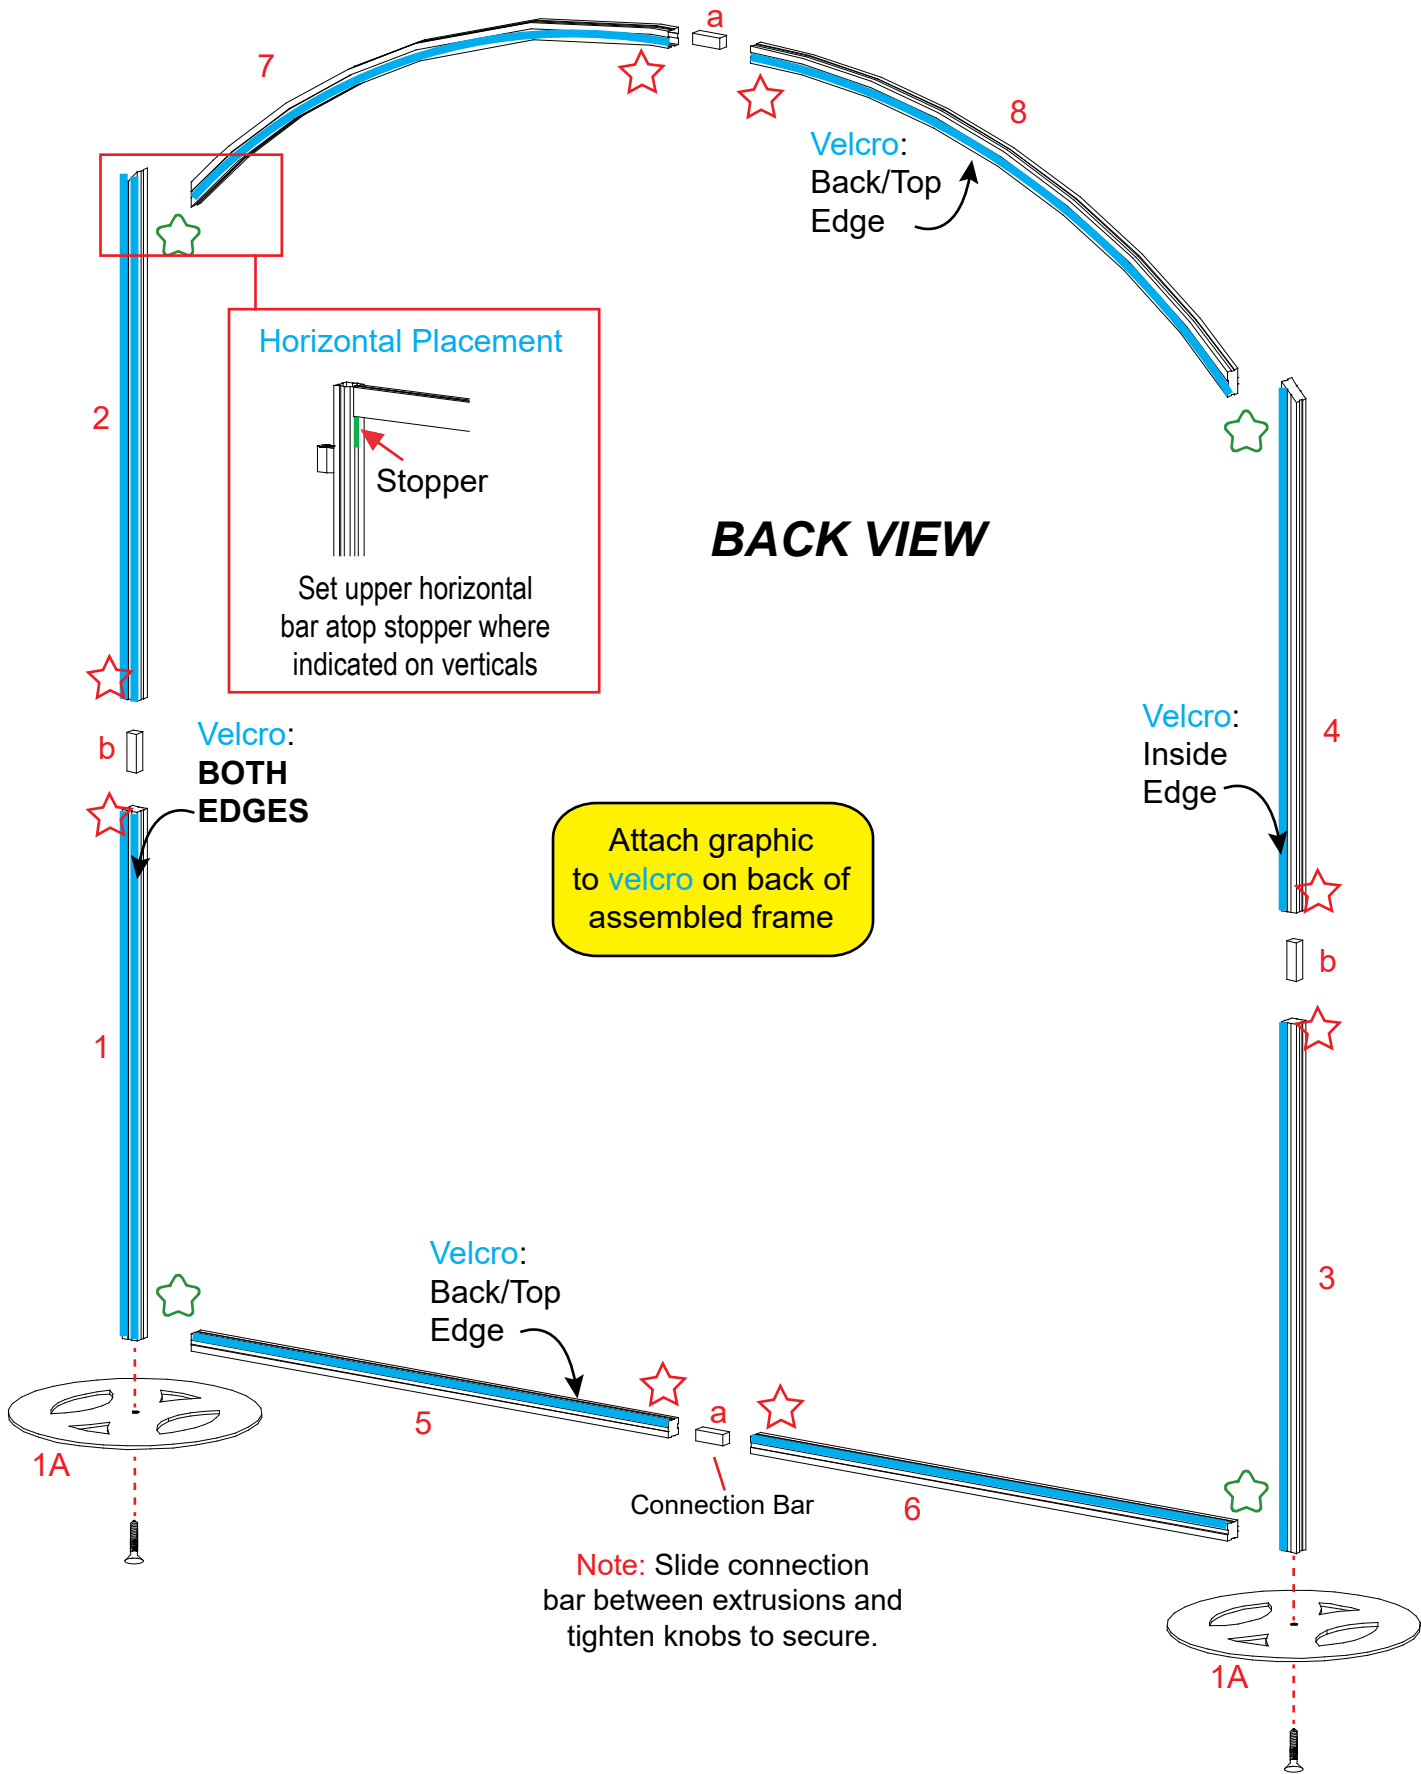 a
7
8
Velcro:
Back/Top
Edge
Horizontal Placement
Stopper
Set upper horizontal
bar atop stopper where
indicated on verticals
2
BACK VIEW
b
Velcro:
BOTH
EDGES
Velcro:
Inside
Edge
4
Attach graphic
to velcro on back of
assembled frame
b
1
3
Velcro:
Back/Top
Edge
5
a
1A
Connection Bar
6
Note: Slide connection
bar between extrusions and
tighten knobs to secure.
1A